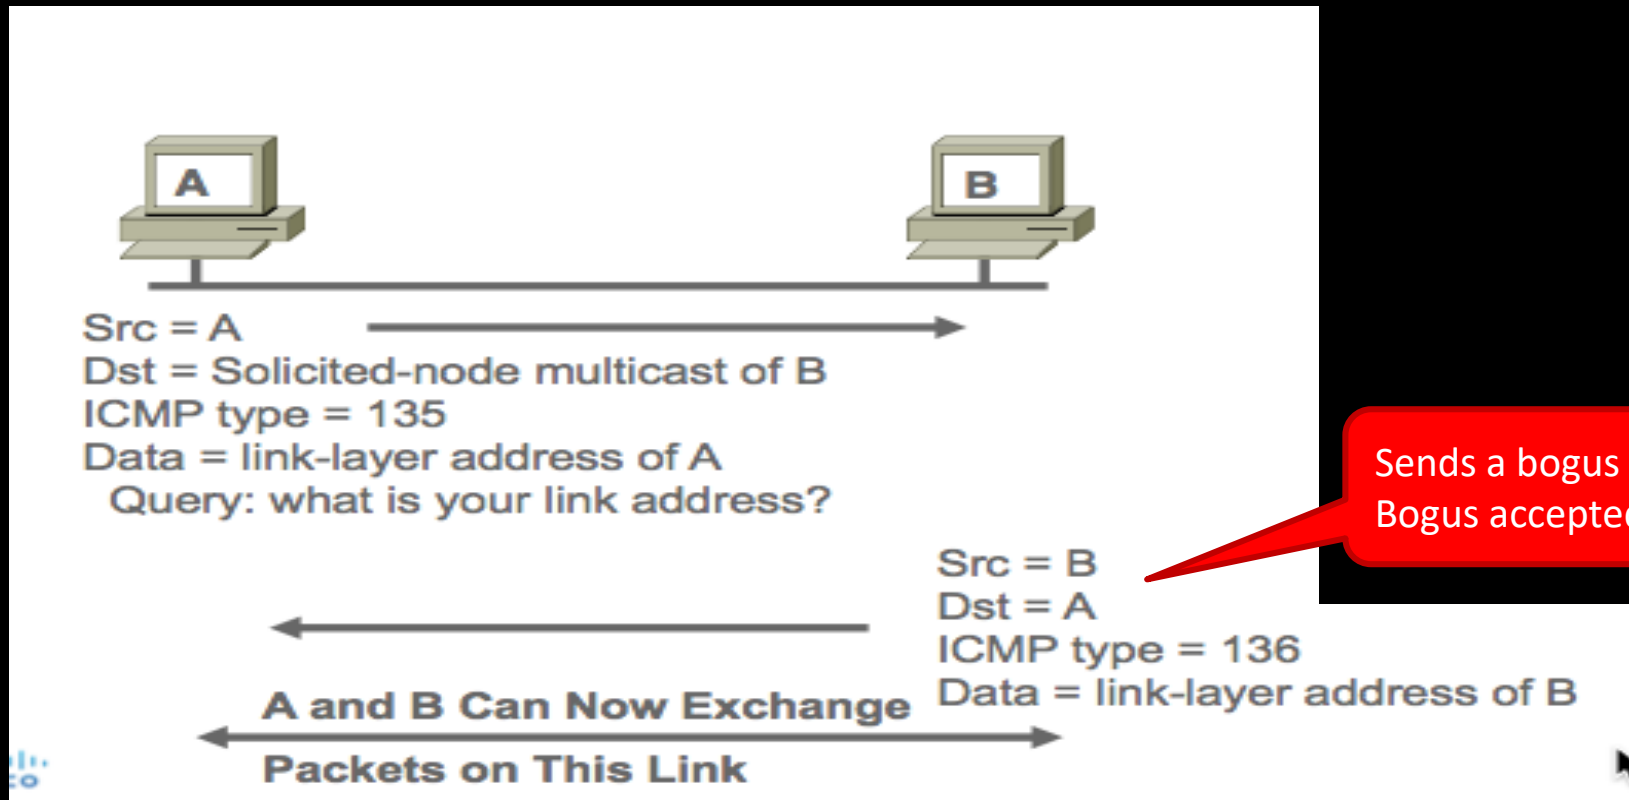 A
B
Src = A
Dst = Solicited-node multicast of B
ICMP type = 135
Data = link-layer address of A
Query: what is your link address?
Sends a bogus
Bogus
Src = B
Dst = A
ICMP type = 136
Data = link-layer address of B
A and B Can Now Exchange
Packets on This Link